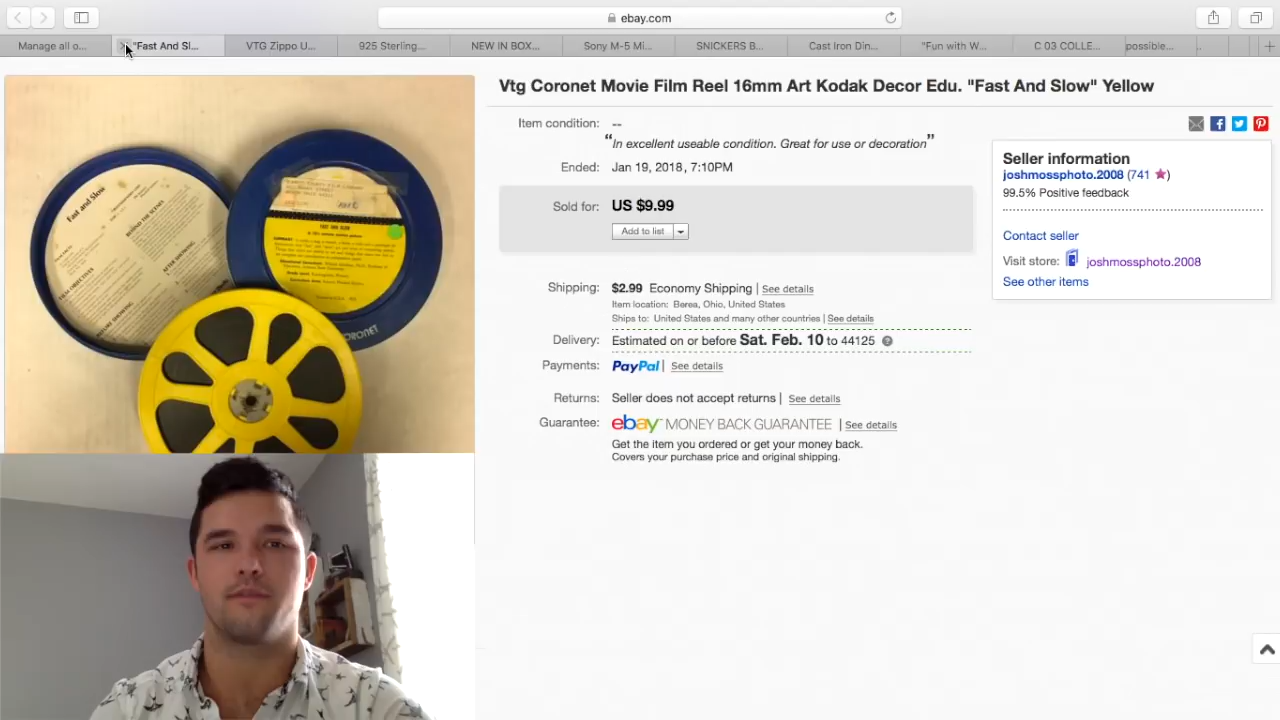 ebay.com
Manage all o...
"Fast And Sl...
VTG Zippo U...
925 Sterling...
NEW IN BOX...
Sony M-5 Mi...
SNICKERS B...
Cast Iron Din...
"Fun with W...
C 03 COLLE...
possible...
Vtg Coronet Movie Film Reel 16mm Art Kodak Decor Edu. "Fast And Slow" Yellow
Item condition: --
“In excellent useable condition. Great for use or decoration”
Ended: Jan 19, 2018, 7:10PM
Sold for: US $9.99
Add to list
Shipping: $2.99 Economy Shipping | See details
Item location: Berea, Ohio, United States
Ships to: United States and many other countries | See details
Delivery: Estimated on or before Sat. Feb. 10 to 44125 ?
Payments: PayPal | See details
Returns: Seller does not accept returns | See details
Guarantee: ebay MONEY BACK GUARANTEE | See details
Get the item you ordered or get your money back.
Covers your purchase price and original shipping.
Seller information
joshmossphoto.2008 (741 ★)
99.5% Positive feedback
Contact seller
Visit store: joshmossphoto.2008
See other items
Fast and Slow
BEHIND THE SCENES
AFTER SHOWING
FAST AND SLOW
CORONET